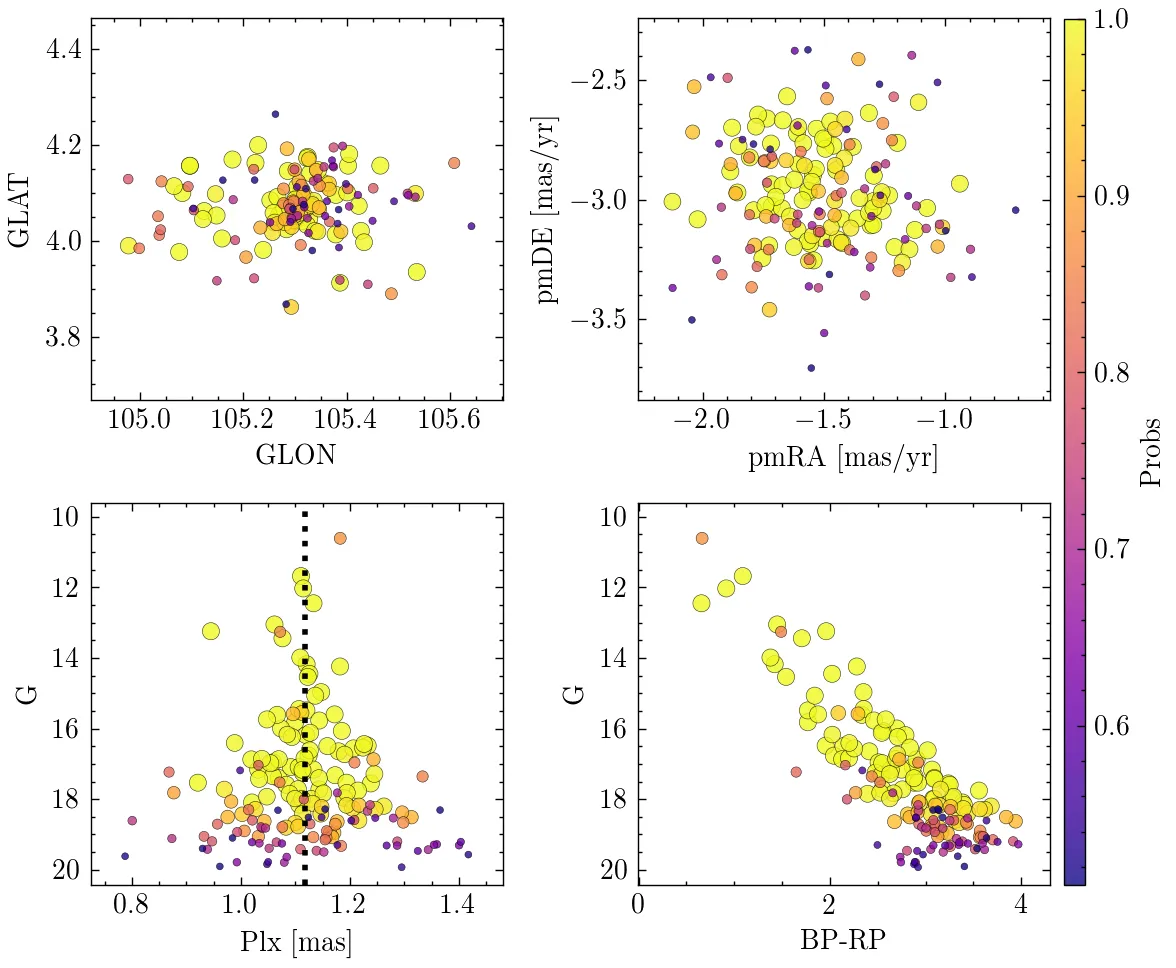 4.4
4.2
4.0
3.8
GLAT
105.0 105.2 105.4 105.6
GLON
−2.5
−3.0
−3.5
pmDE [mas/yr]
−2.0 −1.5 −1.0
pmRA [mas/yr]
1.0
0.9
0.8
0.7
0.6
Probs
10
12
14
16
18
20
G
0.8 1.0 1.2 1.4
Plx [mas]
10
12
14
16
18
20
G
0 2 4
BP-RP